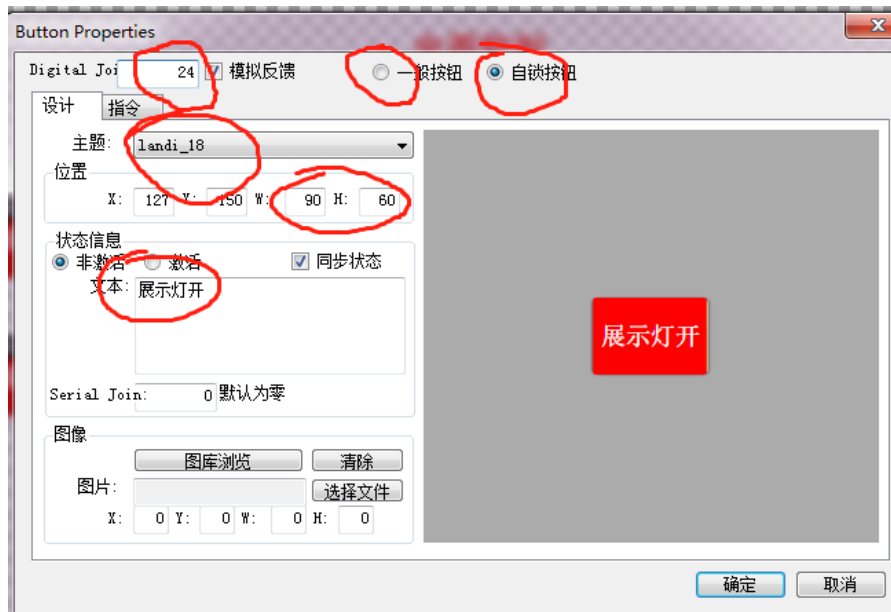 Button Properties
Digital Joi 24 模拟反馈 一般按钮 自锁按钮
设计 指令
主题: landi_18
位置
X: 127 Y: 150 W: 90 H: 60
状态信息
非激活 激活 同步状态
文本: 展示灯开
展示灯开
Serial Join: 0 默认为零
图像
图库浏览 清除
图片: 选择文件
X: 0 Y: 0 W: 0 H: 0
确定 取消